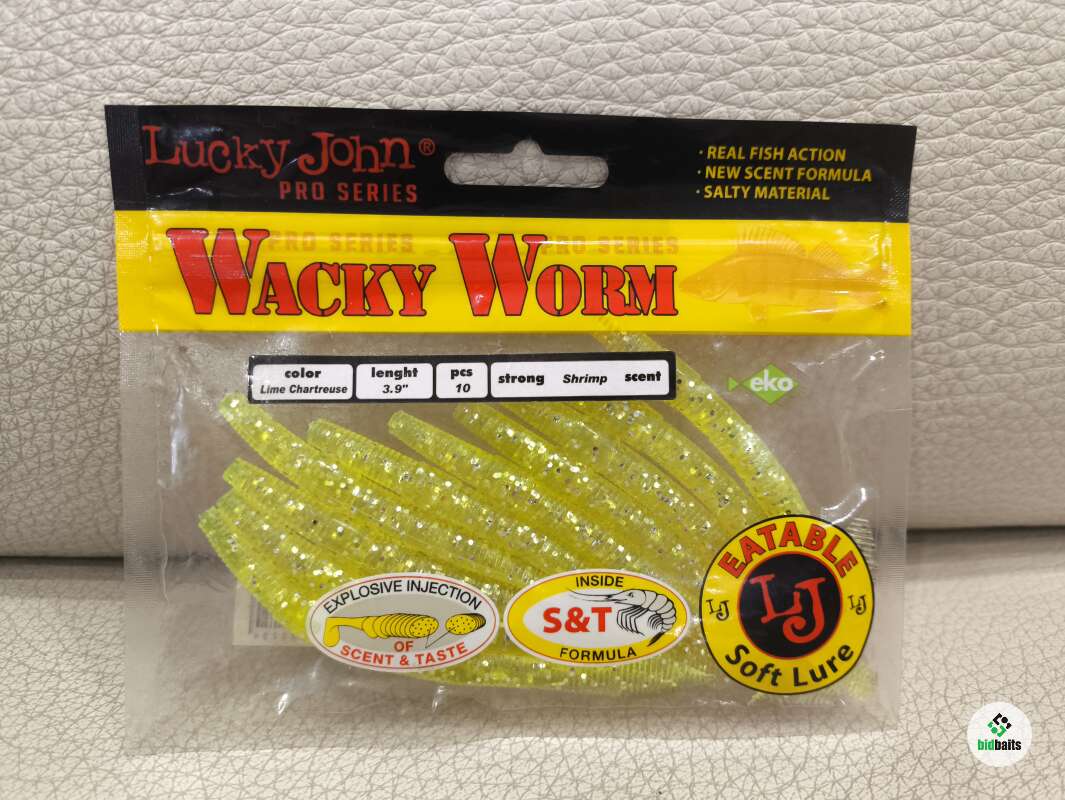 Lucky John®
PRO SERIES
· REAL FISH ACTION
· NEW SCENT FORMULA
· SALTY MATERIAL
PRO SERIES PRO SERIES
WACKY WORM
color
Lime Chartreuse
lenght
3.9"
pcs
10
strong Shrimp scent
eko
EXPLOSIVE INJECTION
OF
SCENT & TASTE
INSIDE
S&T
FORMULA
EATABLE
LJ LJ LJ
Soft Lure
bidbaits